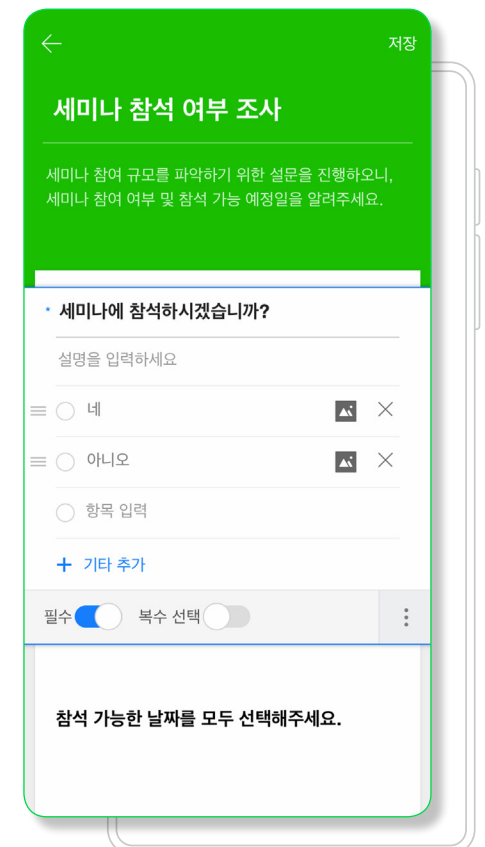 저장
세미나 참석 여부 조사
세미나 참여 규모를 파악하기 위한 설문을 진행하오니,
세미나 참여 여부 및 참석 가능 예정일을 알려주세요.
세미나에 참석하시겠습니까?
설명을 입력하세요
네
아니오
항목 입력
+ 기타 추가
필수 복수 선택
참석 가능한 날짜를 모두 선택해주세요.